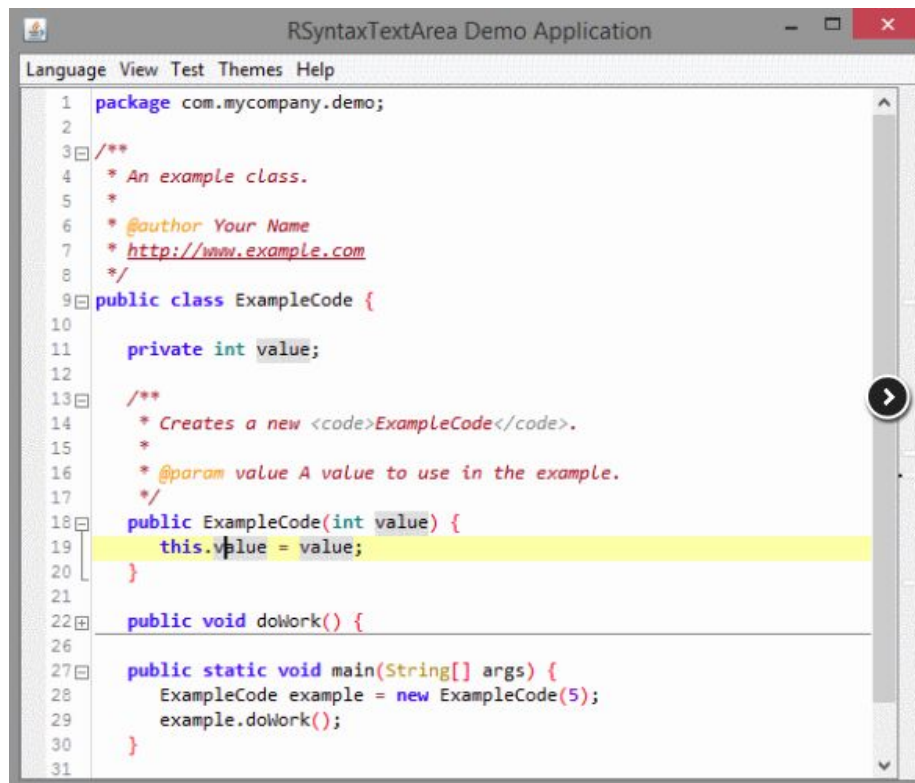 RSyntaxTextArea Demo Application
Language View Test Themes Help
1 package com.mycompany.demo;
2
3 /**
4 * An example class.
5 *
6 * @author Your Name
7 * http://www.example.com
8 */
9 public class ExampleCode {
10
11 private int value;
12
13 /**
14 * Creates a new <code>ExampleCode</code>.
15 *
16 * @param value A value to use in the example.
17 */
18 public ExampleCode(int value) {
19 this.value = value;
20 }
21
22 public void doWork() {
26
27 public static void main(String[] args) {
28 ExampleCode example = new ExampleCode(5);
29 example.doWork();
30 }
31